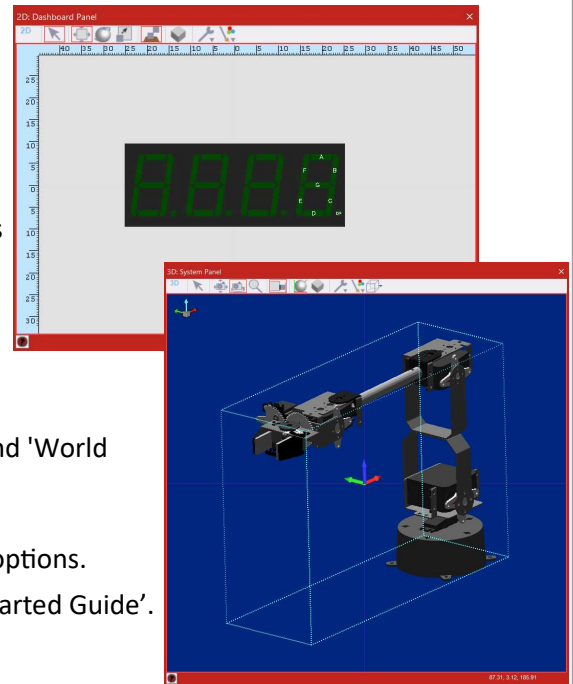 2D: Dashboard Panel
2D
40 35 30 25 20 15 10 5 0 5 10 15 20 25 30 35 40 45 50
25
20
15
10
5
0
5
10
15
20
25
30
A
F B
G
E C
D DP
s
3D: System Panel
3D
nd 'World
options.
arted Guide’.
87.31, 3.12, 185.91